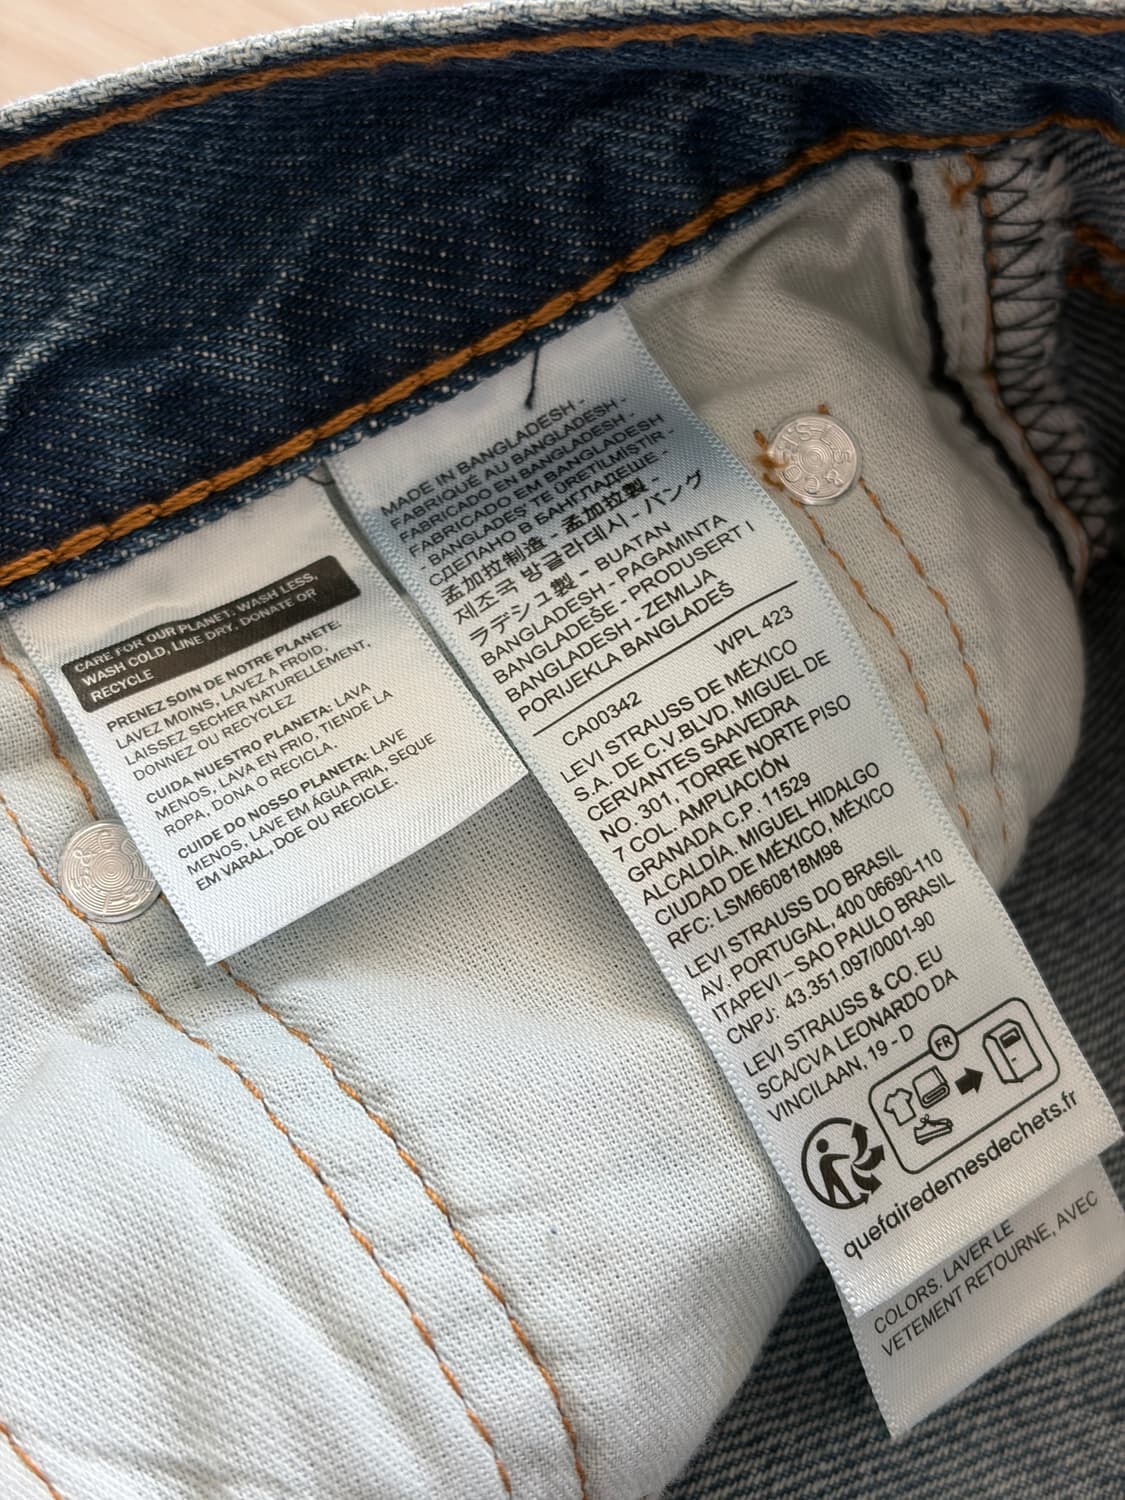 CARE FOR OUR PLANET: WASH LESS,
WASH COLD, LINE DRY, DONATE OR
RECYCLE
PRENEZ SOIN DE NOTRE PLANETE:
LAVEZ MOINS, LAVEZ A FROID,
LAISSEZ SECHER NATURELLEMENT,
DONNEZ OU RECYCLEZ
CUIDA NUESTRO PLANETA: LAVA
MENOS, LAVA EN FRIO, TIENDE LA
ROPA, DONA O RECICLA.
CUIDE DO NOSSO PLANETA: LAVE
MENOS, LAVE EM ÁGUA FRIA, SEQUE
EM VARAL, DOE OU RECICLE.
MADE IN BANGLADESH -
FABRIQUÉ AU BANGLADESH -
FABRICADO EN BANGLADESH -
FABRICADO EM BANGLADESH
- BANGLADEŞ'TE ÜRETİLMİŞTİR -
СДЕЛАНО В БАНГЛАДЕШЕ -
孟加拉制造 - 孟加拉製 -
제조국 방글라데시 - バング
ラデシュ製 - BUATAN
BANGLADESH - PAGAMINTA
BANGLADEŠE - PRODUSERT I
BANGLADESH - ZEMLJA
PORIJEKLA BANGLADEŠ
CA00342 WPL 423
LEVI STRAUSS DE MÉXICO
S.A. DE C.V.BLVD. MIGUEL DE
CERVANTES SAAVEDRA
NO. 301, TORRE NORTE PISO
7 COL. AMPLIACIÓN
GRANADA C.P. 11529
ALCALDÍA. MIGUEL HIDALGO
CIUDAD DE MÉXICO, MÉXICO
RFC: LSM660818M98
LEVI STRAUSS DO BRASIL
AV. PORTUGAL, 400 06690-110
ITAPEVI – SAO PAULO BRASIL
CNPJ: 43.351.097/0001-90
LEVI STRAUSS & CO. EU
SCA/CVA LEONARDO DA
VINCILAAN, 19 - D
FR
quefairedemesdechets.fr
COLORS. LAVER LE
VETEMENT RETOURNE, AVEC